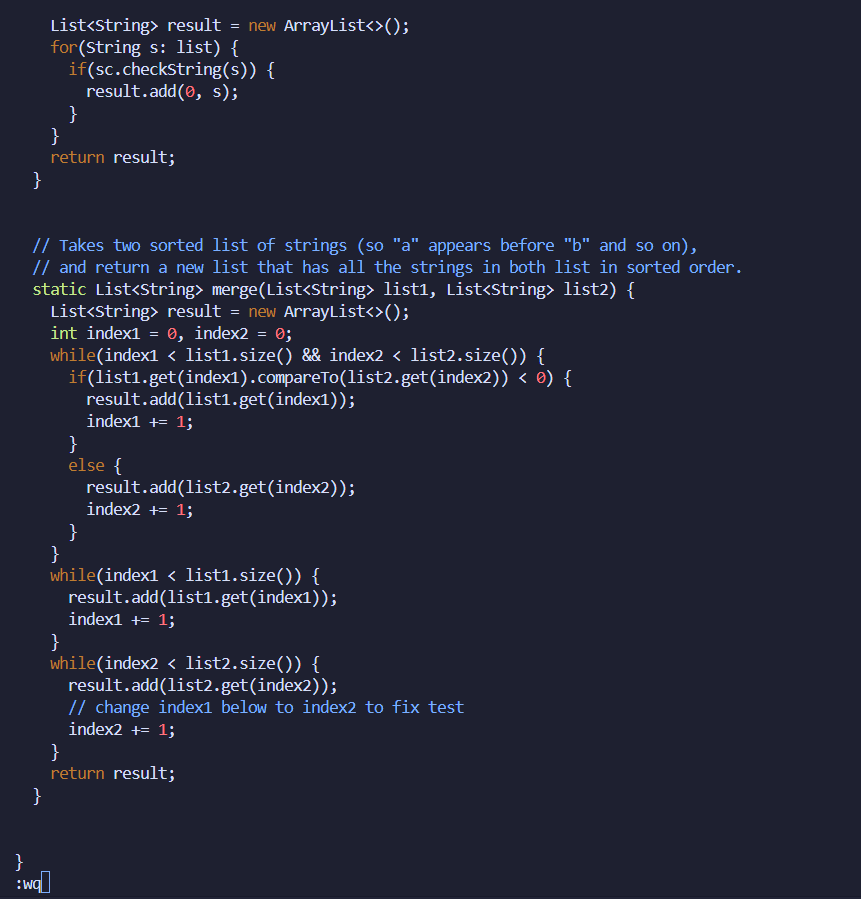 List<String> result = new ArrayList<>();
    for(String s: list) {
      if(sc.checkString(s)) {
        result.add(0, s);
      }
    }
    return result;
  }
  // Takes two sorted list of strings (so "a" appears before "b" and so on),
  // and return a new list that has all the strings in both list in sorted order.
  static List<String> merge(List<String> list1, List<String> list2) {
    List<String> result = new ArrayList<>();
    int index1 = 0, index2 = 0;
    while(index1 < list1.size() && index2 < list2.size()) {
      if(list1.get(index1).compareTo(list2.get(index2)) < 0) {
        result.add(list1.get(index1));
        index1 += 1;
      }
      else {
        result.add(list2.get(index2));
        index2 += 1;
      }
    }
    while(index1 < list1.size()) {
      result.add(list1.get(index1));
      index1 += 1;
    }
    while(index2 < list2.size()) {
      result.add(list2.get(index2));
      // change index1 below to index2 to fix test
      index2 += 1;
    }
    return result;
  }
}
:wq